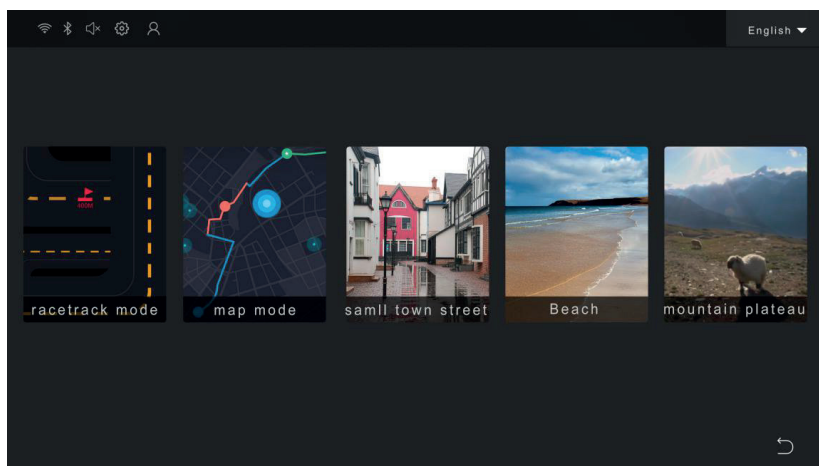 English
racetrack mode
map mode
samll town street
Beach
mountain plateau